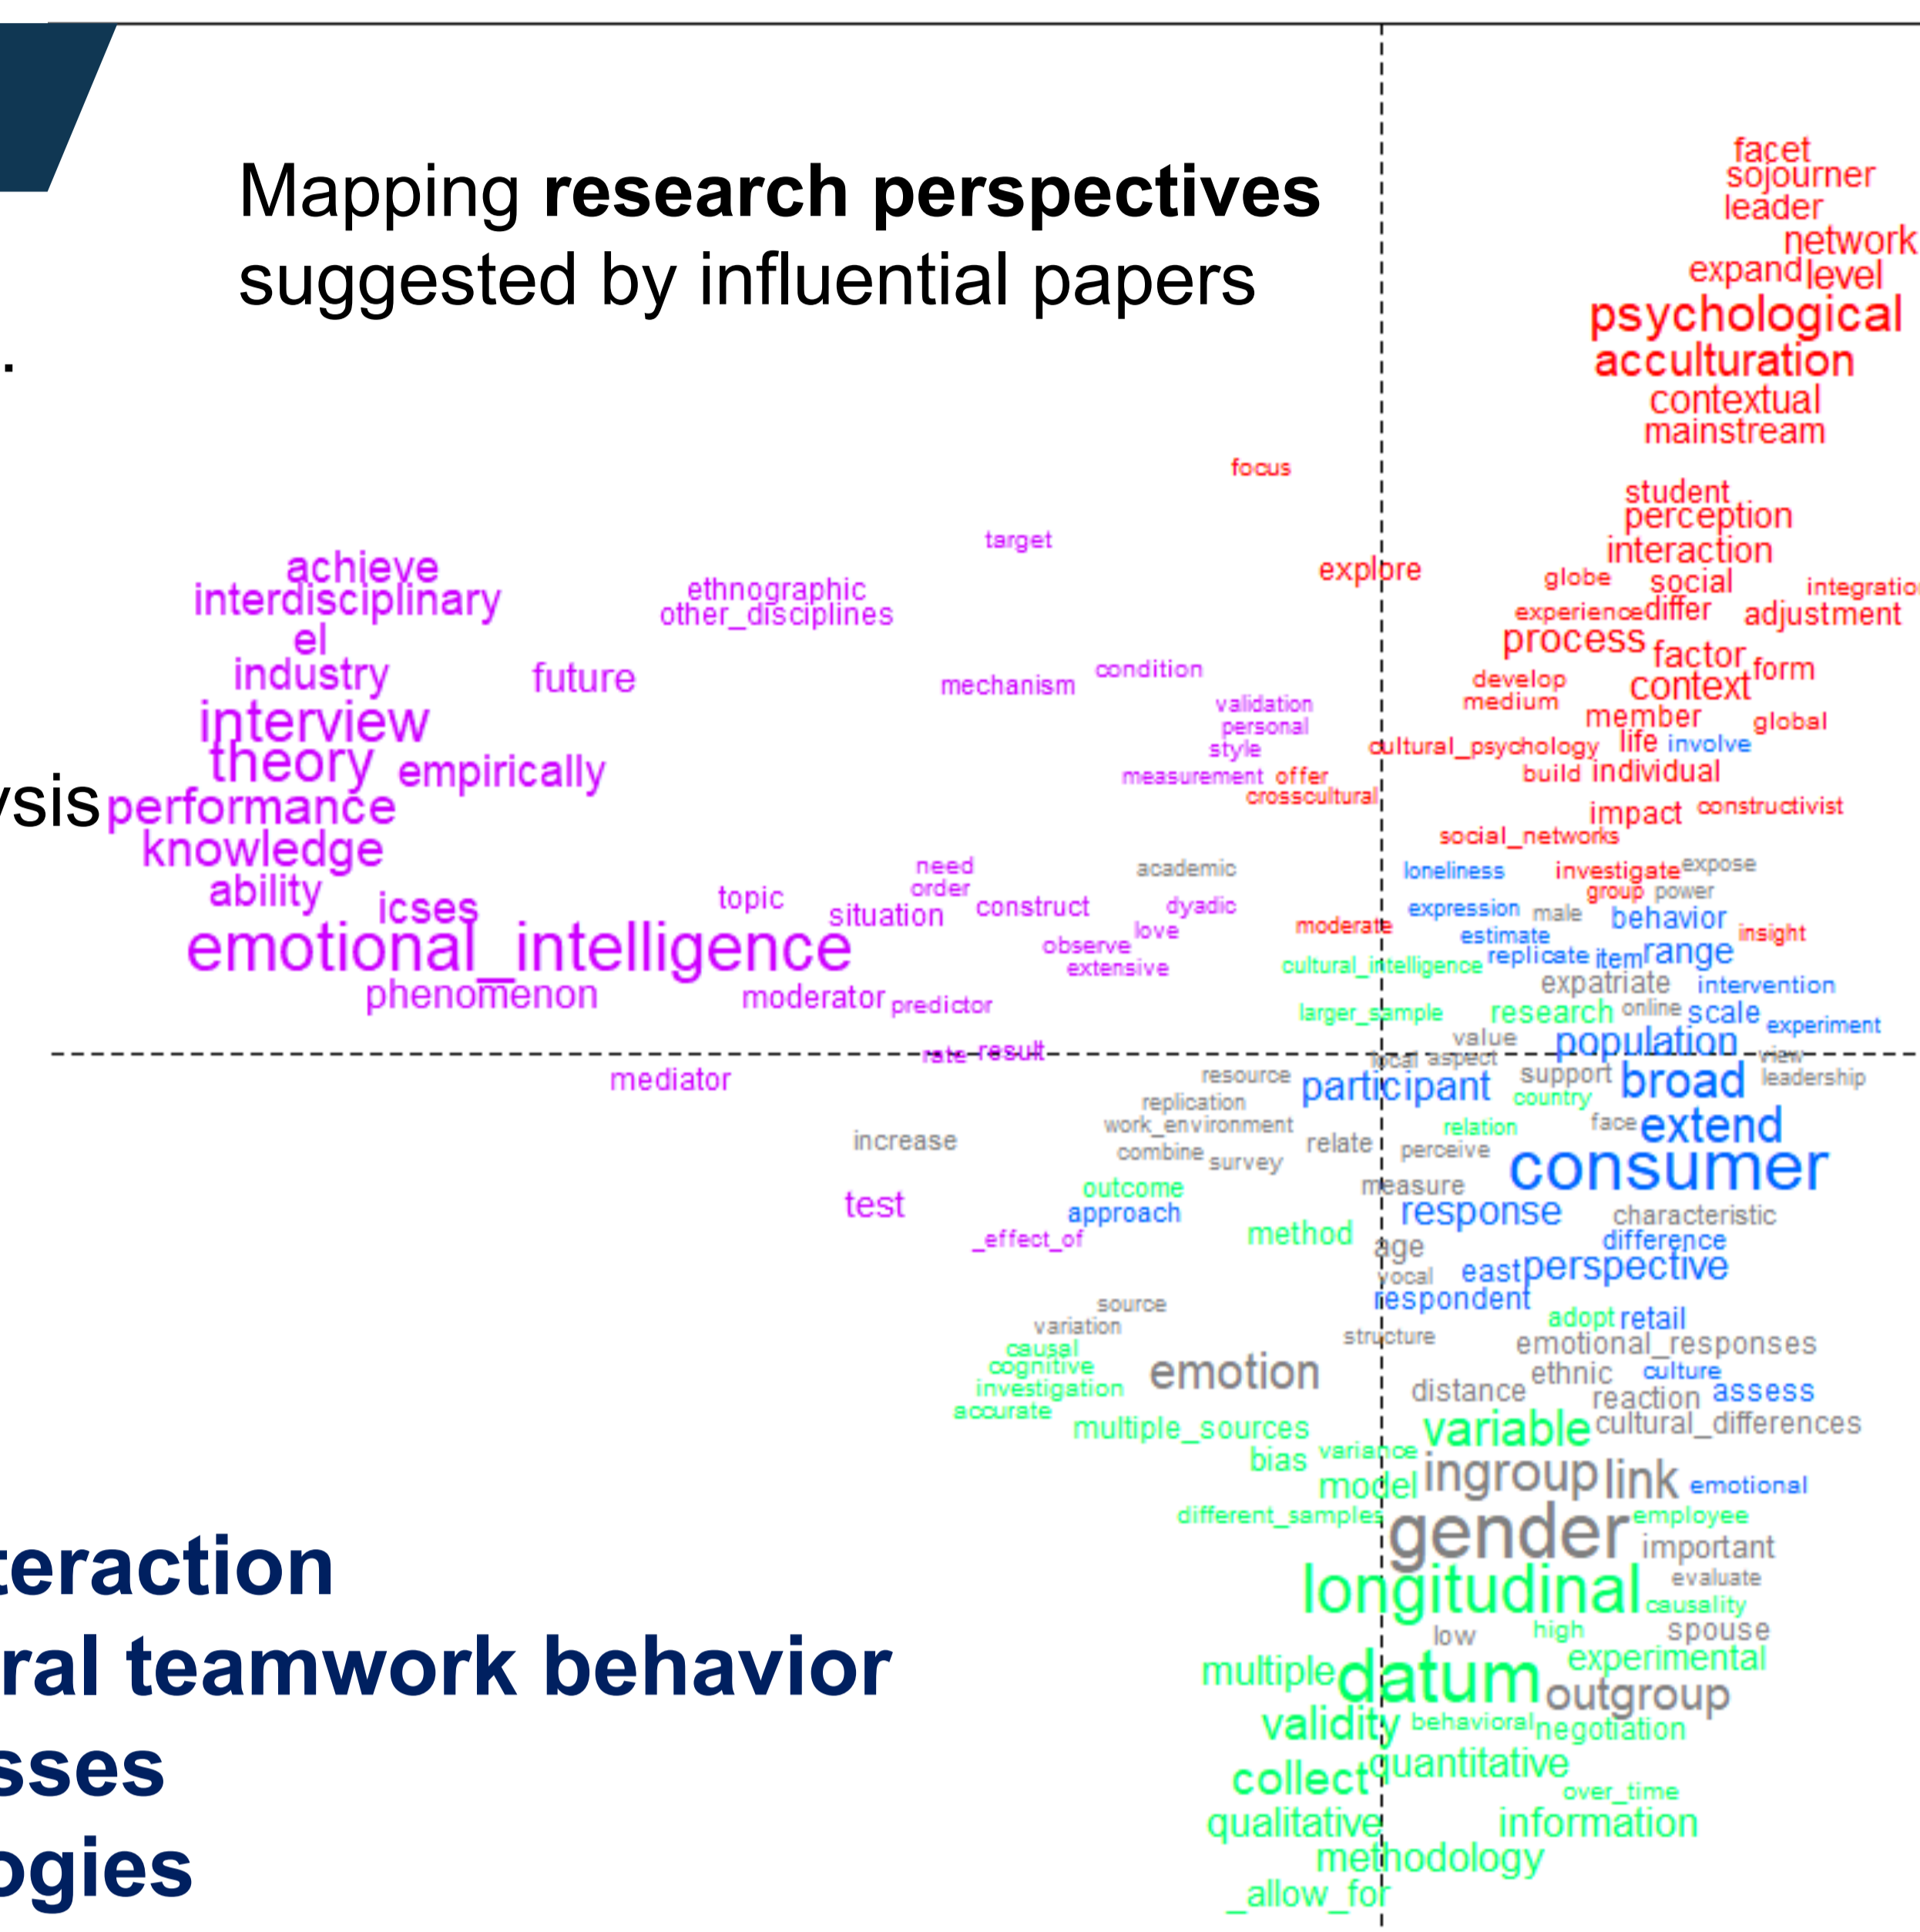 Mapping research perspectives
suggested by influential papers
.
facet
sojourner
leader
network
expand level
psychological
acculturation
contextual
mainstream
focus
student
perception
target
interaction
achieve
explore
globe social integratio
interdisciplinary
ethnographic
other_disciplines
experience differ adjustment
el
process factor form
industry
future
mechanism condition
develop context
medium
validation
member global
interview
personal
style
cultural_psychology life involve
theory empirically
measurement offer
build individual
crosscultural
ysis performance
impact constructivist
social_networks
knowledge
need
academic
loneliness investigate expose
ability
order
group power
icses
topic
situation construct dyadic
expression male behavior
love
moderate
estimate insight
emotional_intelligence
observe
extensive
cultural_intelligence replicate item range
phenomenon
moderator predictor
expatriate intervention
larger_sample research online scale
value population experiment
rate result
local aspect view
mediator
resource participant support broad leadership
replication
country
work_environment
relation face extend
increase
combine survey relate perceive
consumer
outcome
measure
test
approach
response characteristic
_effect_of
method age difference
vocal east perspective
source
respondent
variation
structure adopt retail
causal
emotional_responses
cognitive
emotion
ethnic culture
investigation
distance reaction assess
accurate
multiple_sources
variable cultural_differences
bias variance
model ingroup link emotional
different_samples
gender employee
important
teraction
longitudinal evaluate
causality
low high spouse
ral teamwork behavior
multiple datum experimental
outgroup
validity behavioral negotiation
sses
collect quantitative
over_time
qualitative information
ogies
methodology
_allow_for